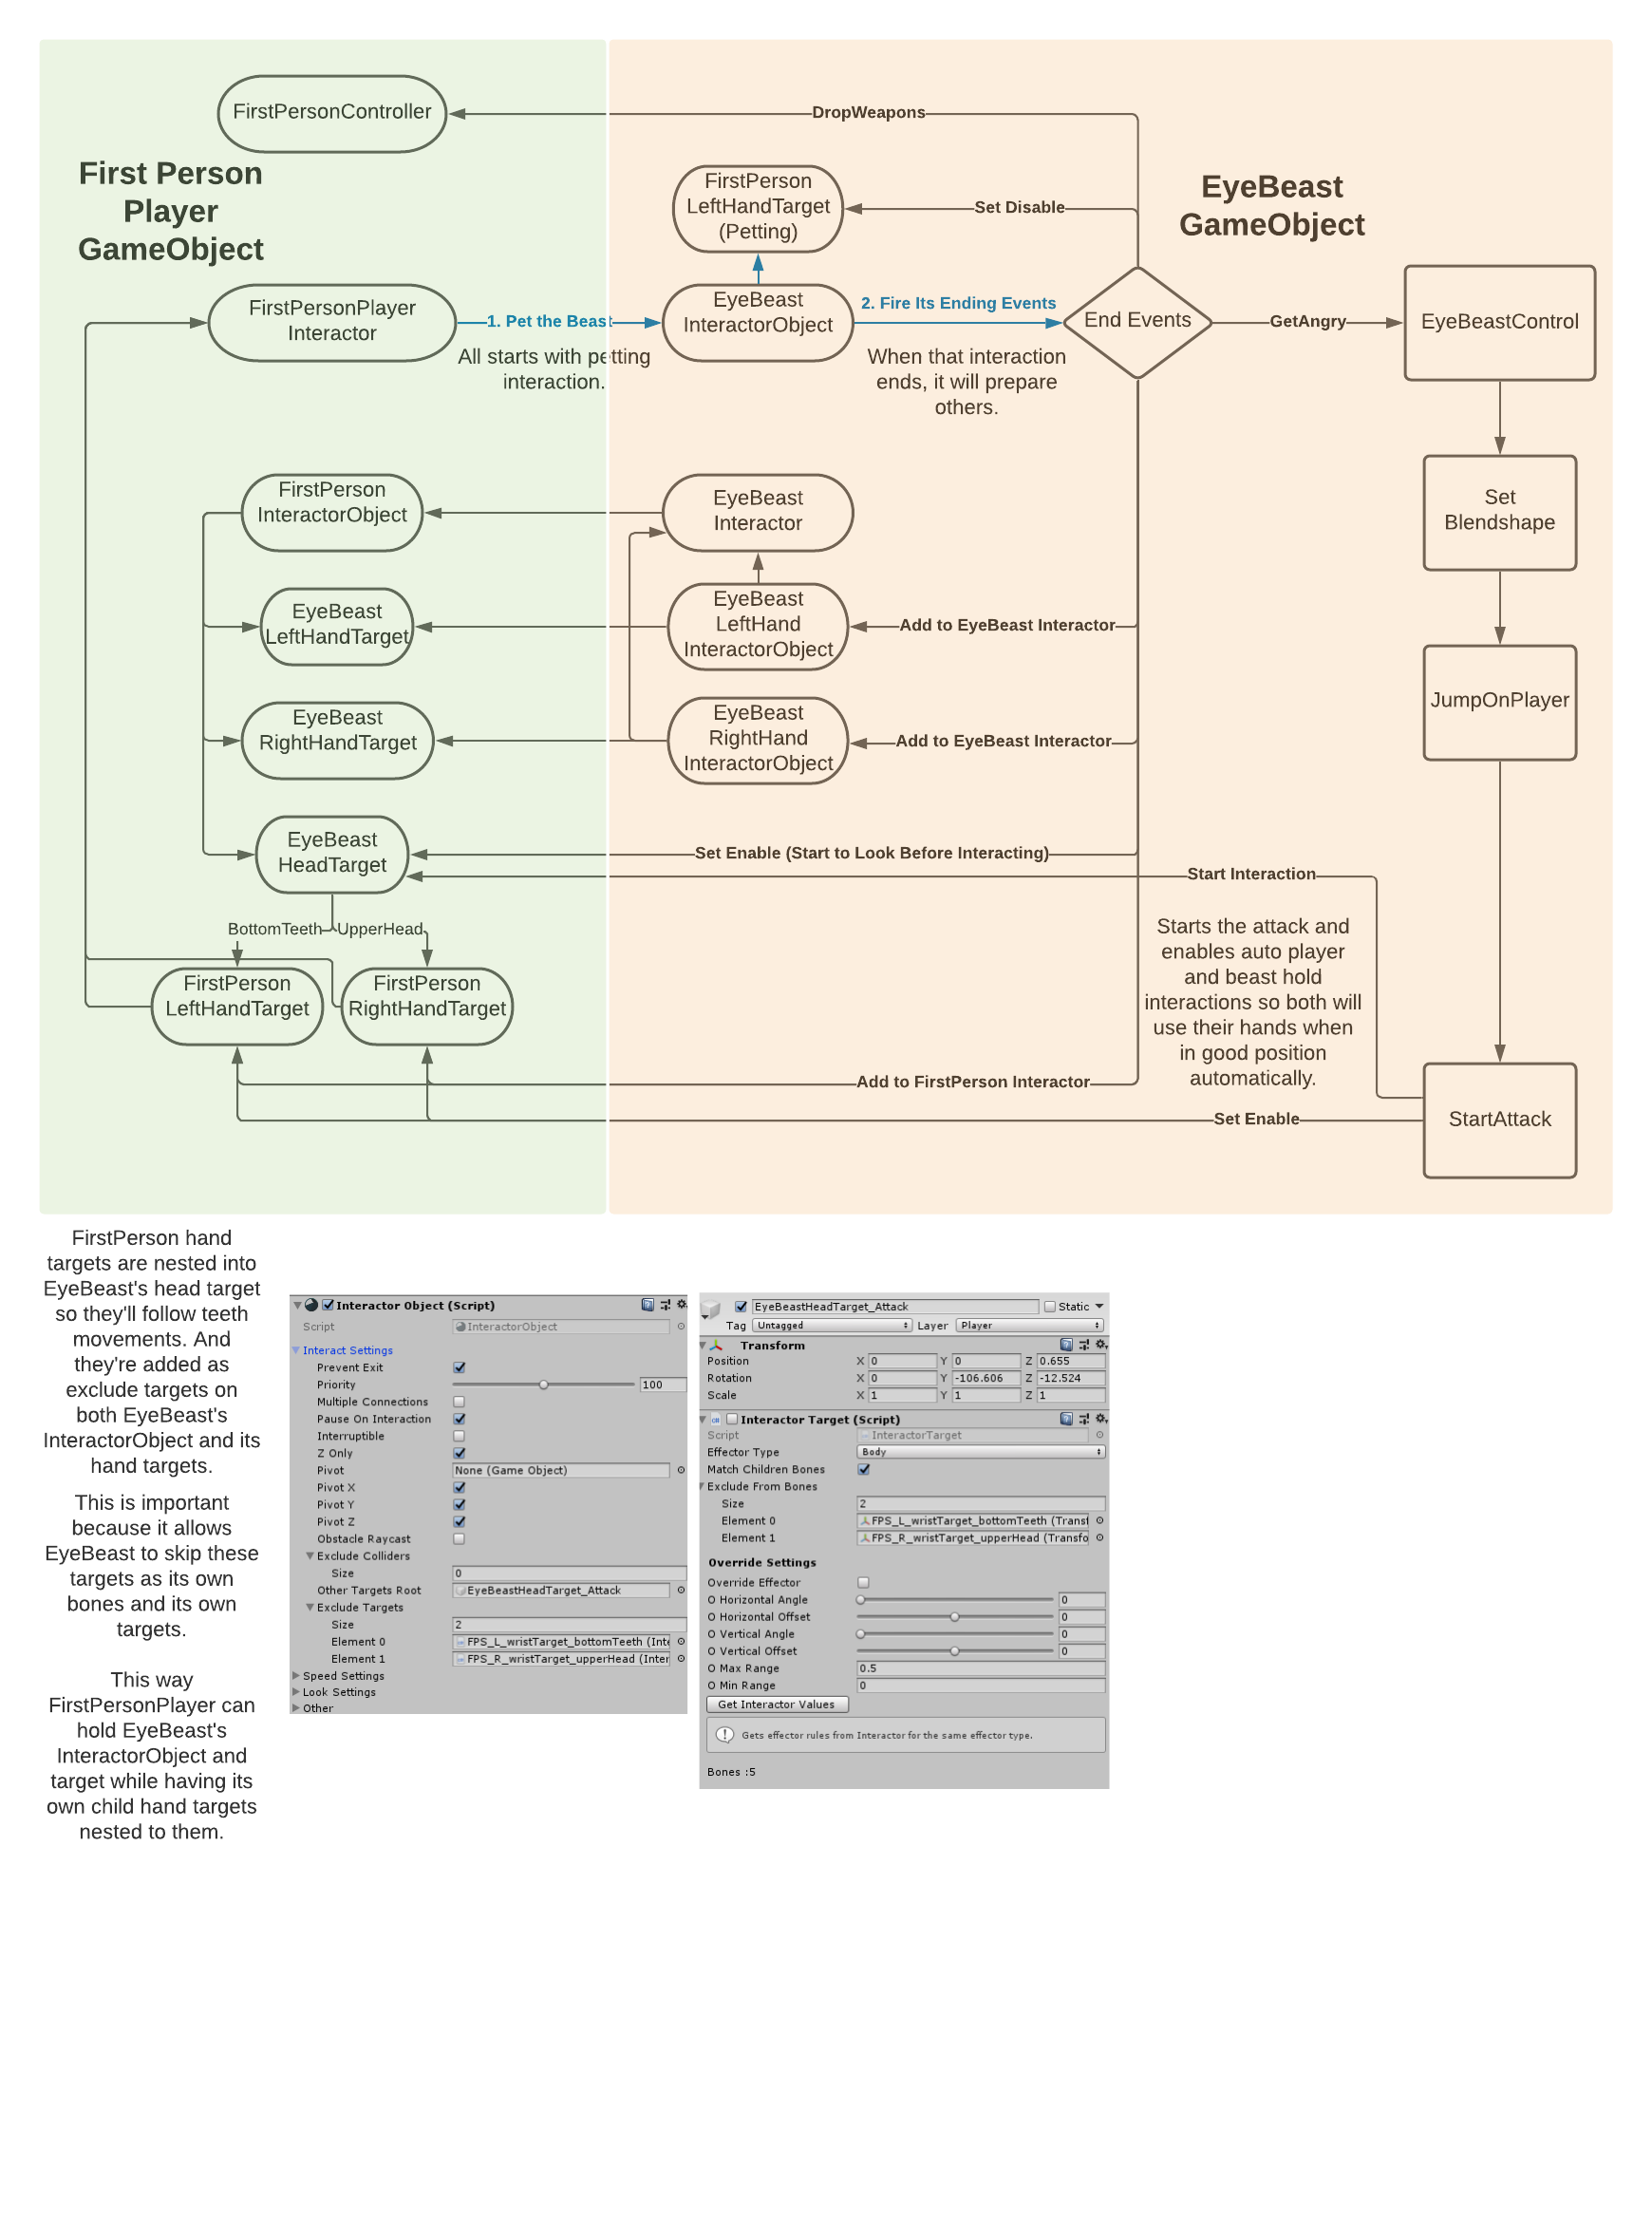 FirstPersonController
DropWeapons
First Person
Player
GameObject
FirstPerson
LeftHandTarget
(Petting)
Set Disable
EyeBeast
GameObject
FirstPersonPlayer
Interactor
1. Pet the Beast
All starts with petting
interaction.
EyeBeast
InteractorObject
2. Fire Its Ending Events
When that interaction
ends, it will prepare
others.
End Events
GetAngry
EyeBeastControl
FirstPerson
InteractorObject
EyeBeast
Interactor
Set
Blendshape
EyeBeast
LeftHandTarget
EyeBeast
LeftHand
InteractorObject
Add to EyeBeast Interactor
EyeBeast
RightHandTarget
EyeBeast
RightHand
InteractorObject
Add to EyeBeast Interactor
JumpOnPlayer
EyeBeast
HeadTarget
Set Enable (Start to Look Before Interacting)
Start Interaction
BottomTeeth
UpperHead
FirstPerson
LeftHandTarget
FirstPerson
RightHandTarget
Starts the attack and
enables auto player
and beast hold
interactions so both will
use their hands when
in good position
automatically.
Add to FirstPerson Interactor
Set Enable
StartAttack
FirstPerson hand
targets are nested into
EyeBeast's head target
so they'll follow teeth
movements. And
they're added as
exclude targets on
both EyeBeast's
InteractorObject and its
hand targets.
This is important
because it allows
EyeBeast to skip these
targets as its own
bones and its own
targets.
This way
FirstPersonPlayer can
hold EyeBeast's
InteractorObject and
target while having its
own child hand targets
nested to them.
Interactor Object (Script)
Script InteractorObject
Interact Settings
Prevent Exit
Priority 100
Multiple Connections
Pause On Interaction
Interruptible
Z Only
Pivot None (Game Object)
Pivot X
Pivot Y
Pivot Z
Obstacle Raycast
Exclude Colliders
Size 0
Other Targets Root EyeBeastHeadTarget_Attack
Exclude Targets
Size 2
Element 0 FPS_L_wristTarget_bottomTeeth (Inte
Element 1 FPS_R_wristTarget_upperHead (Inter
Speed Settings
Look Settings
Other
EyeBeastHeadTarget_Attack Static
Tag Untagged Layer Player
Transform
Position X 0 Y 0 Z 0.655
Rotation X 0 Y -106.606 Z -12.524
Scale X 1 Y 1 Z 1
Interactor Target (Script)
Script InteractorTarget
Effector Type Body
Match Children Bones
Exclude From Bones
Size 2
Element 0 FPS_L_wristTarget_bottomTeeth (Transf
Element 1 FPS_R_wristTarget_upperHead (Transfo
Override Settings
Override Effector
O Horizontal Angle 0
O Horizontal Offset 0
O Vertical Angle 0
O Vertical Offset 0
O Max Range 0.5
O Min Range 0
Get Interactor Values
Gets effector rules from Interactor for the same effector type.
Bones :5